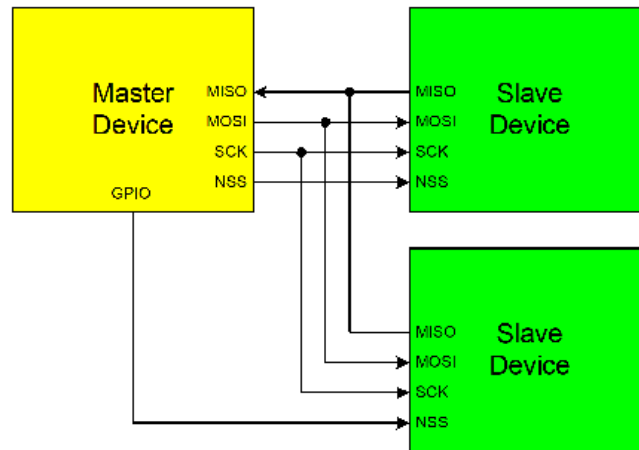 Master
Device
MISO
MOSI
SCK
NSS
GPIO
MISO
MOSI
SCK
NSS
Slave
Device
MISO
MOSI
SCK
NSS
Slave
Device